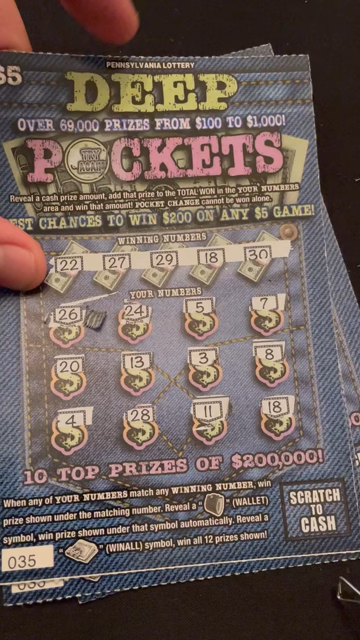 $5
PENNSYLVANIA LOTTERY
DEEP
OVER 69,000 PRIZES FROM $100 TO $1,000!
POCKETS
TRY AGAIN
Reveal a cash prize amount, add that prize to the TOTAL WON in the YOUR NUMBERS
area and win that amount! POCKET CHANGE cannot be won alone.
EST CHANCES TO WIN $200 ON ANY $5 GAME!
WINNING NUMBERS
22 27 29 18 30
YOUR NUMBERS
26 24 5 7
20 13 3 8
4 28 11 18
10 TOP PRIZES OF $200,000!
When any of YOUR NUMBERS match any WINNING NUMBER, win
prize shown under the matching number. Reveal a " " (WALLET)
symbol, win prize shown under that symbol automatically. Reveal a
" " (WINALL) symbol, win all 12 prizes shown!
SCRATCH
TO
CASH
035